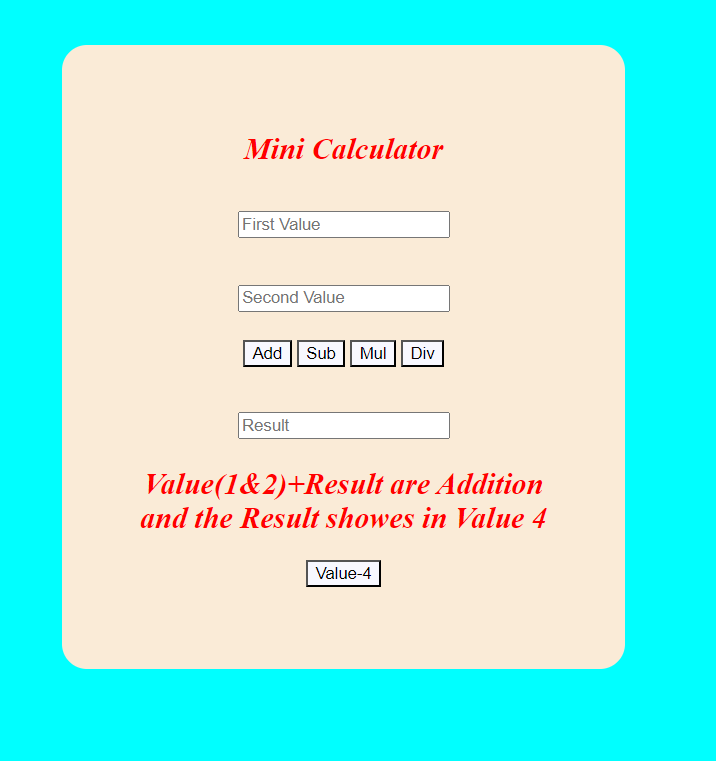 Mini Calculator
First Value
Second Value
Add Sub Mul Div
Result
Value(1&2)+Result are Addition
and the Result showes in Value 4
Value-4